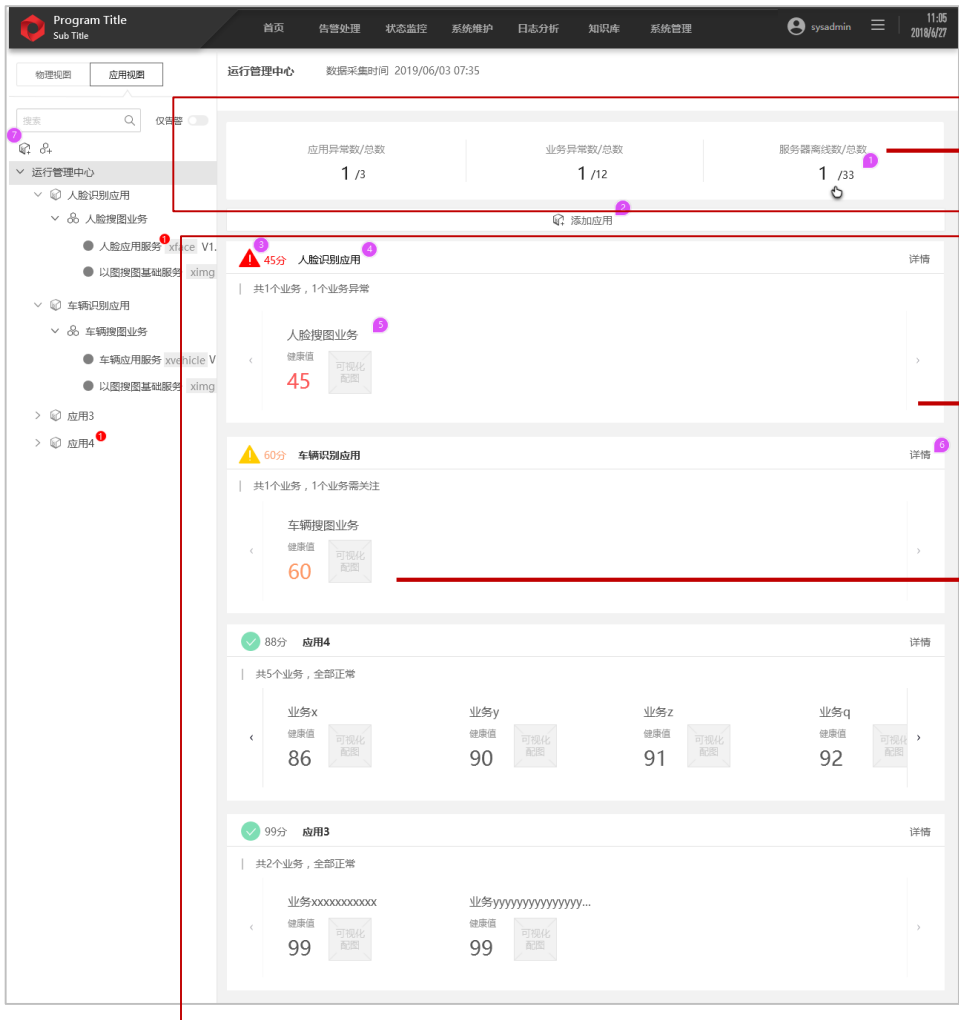 Program Title
Sub Title
首页 告警处理 状态监控 系统维护 日志分析 知识库 系统管理
sysadmin
11:05
2018/6/27
物理视图 应用视图
运行管理中心 数据采集时间 2019/06/03 07:35
搜索 仅告警
7
运行管理中心
人脸识别应用
人脸搜图业务
人脸应用服务 1 xface V1.
以图搜图基础服务 ximg
车辆识别应用
车辆搜图业务
车辆应用服务 xvehicle V
以图搜图基础服务 ximg
应用3
应用4 1
应用异常数/总数 业务异常数/总数 服务器离线数/总数 1
1 /3 1 /12 1 /33
添加应用 2
3 45分 人脸识别应用 4 详情
共1个业务，1个业务异常
人脸搜图业务 5
健康值
可视化
配图
45
60分 车辆识别应用 详情 6
共1个业务，1个业务需关注
车辆搜图业务
健康值
可视化
配图
60
88分 应用4 详情
共5个业务，全部正常
业务x 业务y 业务z 业务q
健康值 健康值 健康值 健康值
可视化 可视化 可视化 可视化
配图 配图 配图 配图
86 90 91 92
99分 应用3 详情
共2个业务，全部正常
业务xxxxxxxxxxx 业务yyyyyyyyyyyyyyy...
健康值 健康值
可视化 可视化
配图 配图
99 99